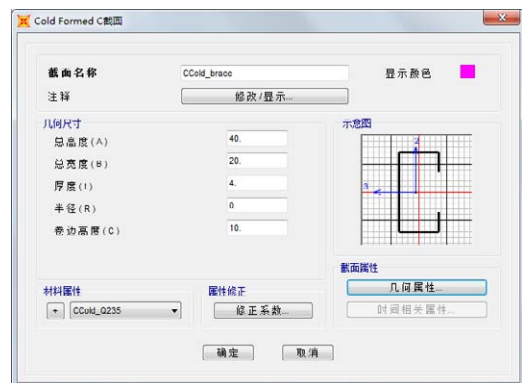 Cold Formed C截面
截面名称 CCold_brace 显示颜色
注释 修改/显示...
几何尺寸 示意图
总高度(A) 40.
总宽度(B) 20.
厚度(t) 4.
半径(R) 0
卷边高度(C) 10.
2
3
截面属性
几何属性...
时间相关属性...
材料属性 属性修正
+ CCold_Q235 修正系数...
确定 取消